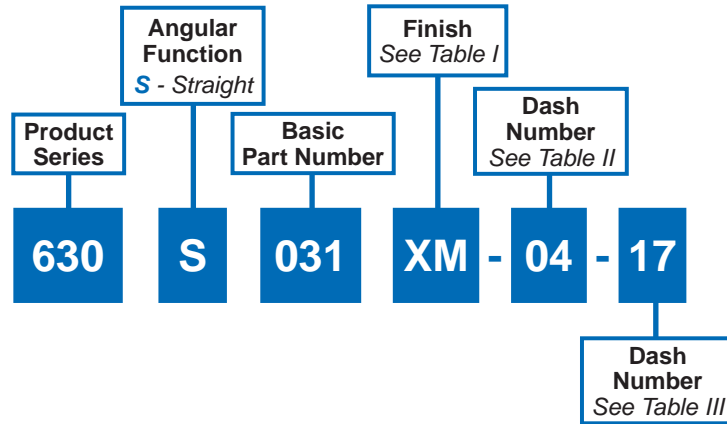 Angular
Function
S - Straight
Finish
See Table I
Product
Series
Basic
Part Number
Dash
Number
See Table II
630 S 031 XM - 04 - 17
Dash
Number
See Table III